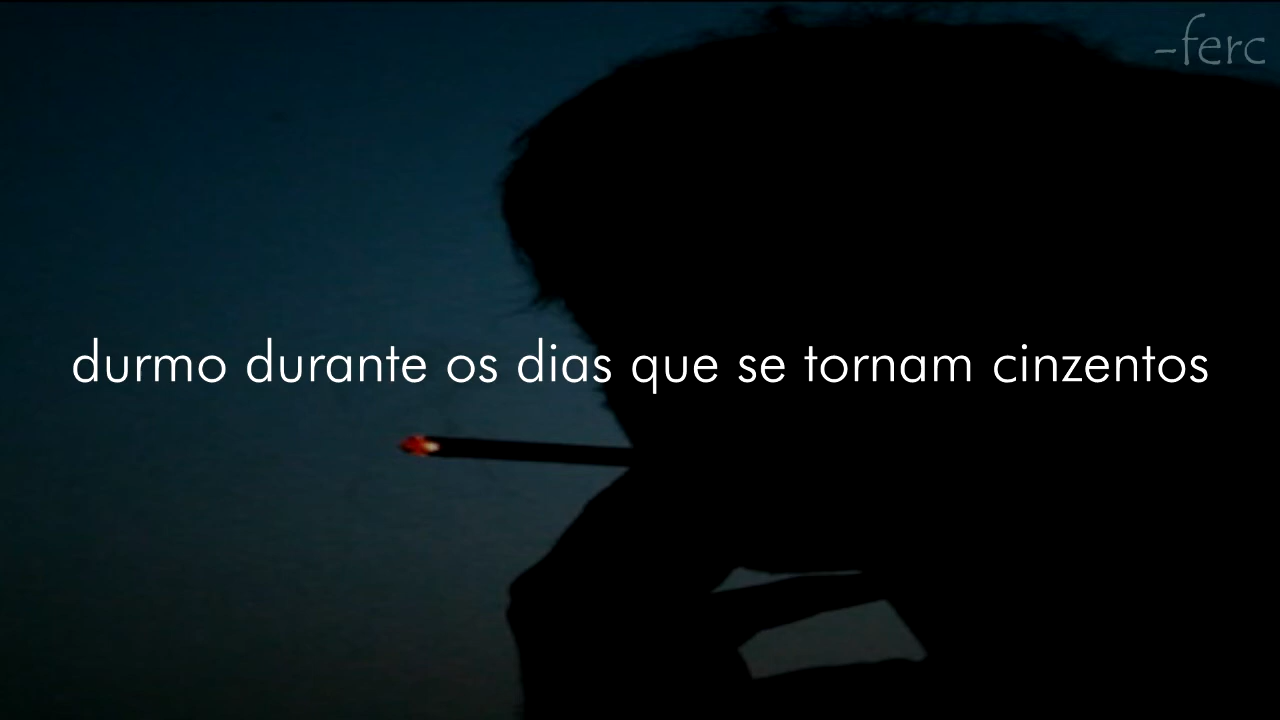 -ferc
durmo durante os dias que se tornam cinzentos